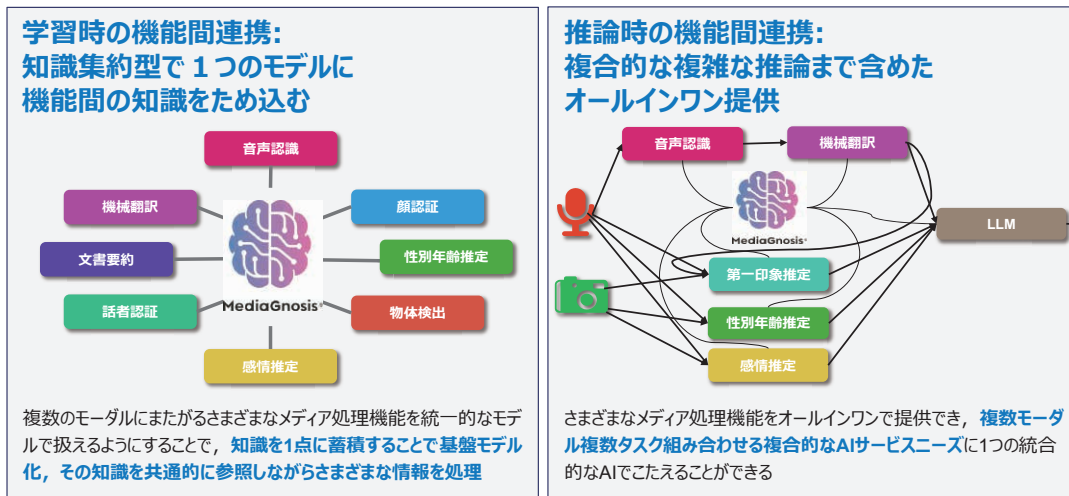 学習時の機能間連携:
知識集約型で１つのモデルに
機能間の知識をため込む
音声認識
機械翻訳
顔認証
文書要約
性別年齢推定
話者認証
MediaGnosis®
物体検出
感情推定
複数のモーダルにまたがるさまざまなメディア処理機能を統一的なモデ
ルで扱えるようにすることで，知識を1点に蓄積することで基盤モデル
化，その知識を共通的に参照しながらさまざまな情報を処理
推論時の機能間連携:
複合的な複雑な推論まで含めた
オールインワン提供
音声認識
機械翻訳
MediaGnosis®
LLM
第一印象推定
性別年齢推定
感情推定
さまざまなメディア処理機能をオールインワンで提供でき，複数モーダ
ル複数タスク組み合わせる複合的なAIサービスニーズに1つの統合
的なAIでこたえることができる